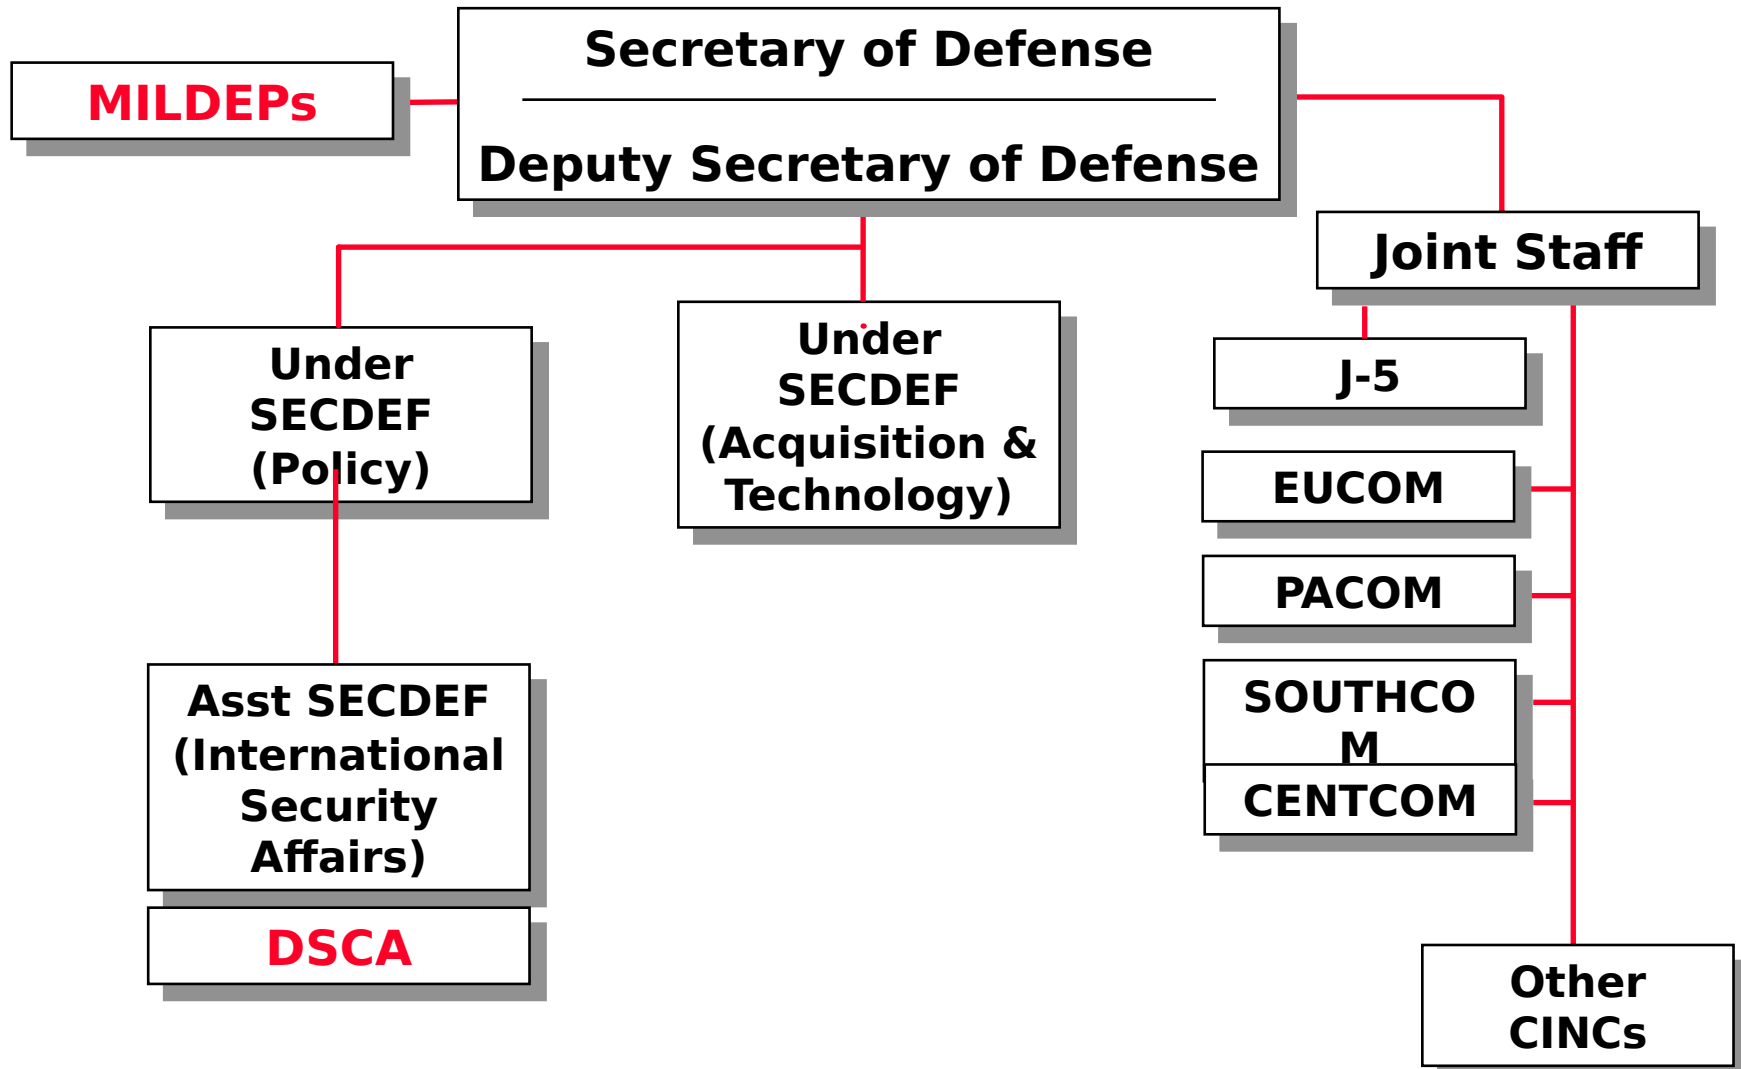 Secretary of Defense
Deputy Secretary of Defense
MILDEPs
Joint Staff
Under
SECDEF
(Policy)
Under
SECDEF
(Acquisition &
Technology)
J-5
EUCOM
PACOM
SOUTHCO
M
CENTCOM
Asst SECDEF
(International
Security
Affairs)
DSCA
Other
CINCs